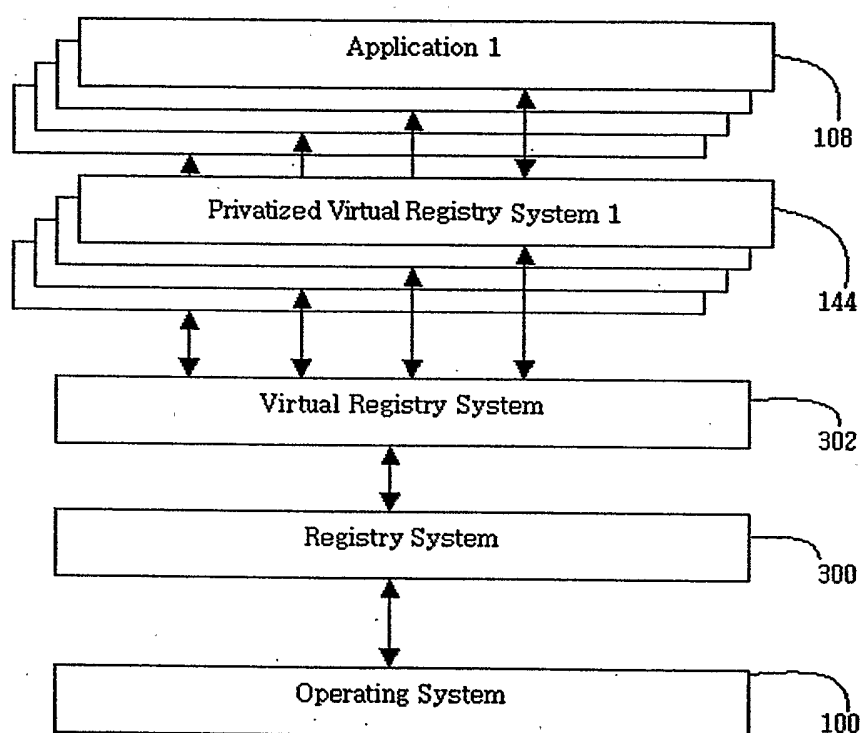 Application 1
108
Privatized Virtual Registry System 1
144
Virtual Registry System
302
Registry System
300
Operating System
100